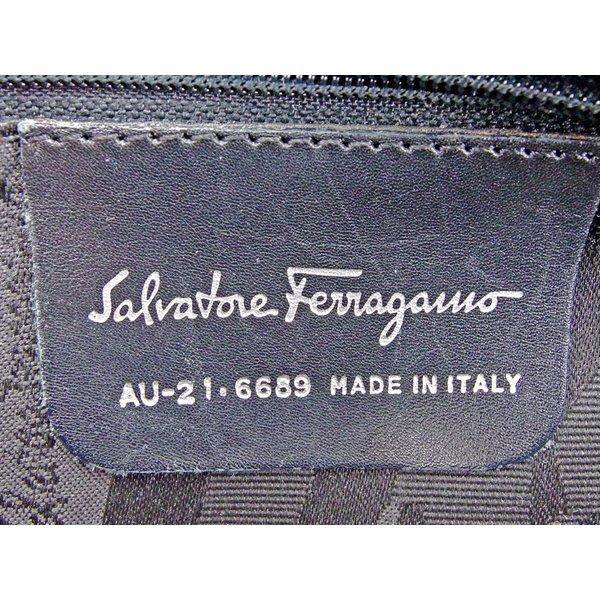 Salvatore Ferragamo
AU-21·6689 MADE IN ITALY